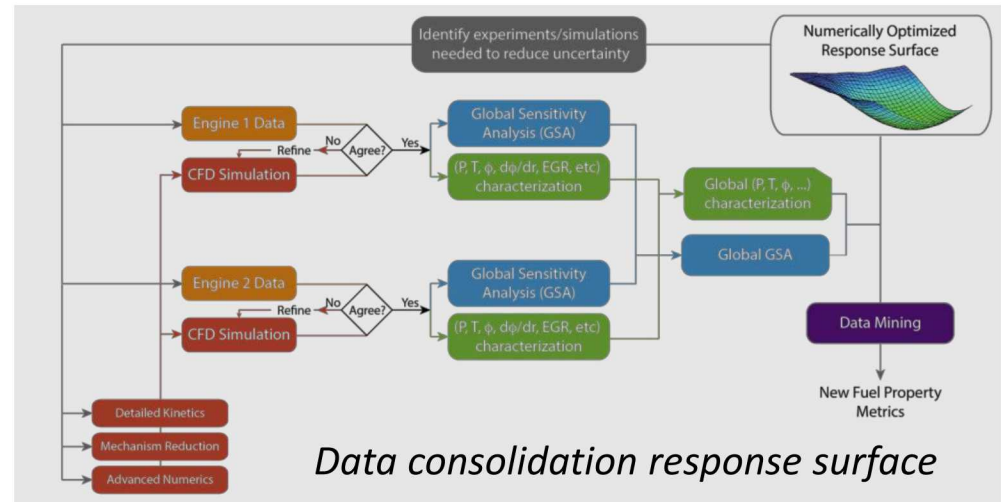 Identify experiments/simulations
needed to reduce uncertainty
Numerically Optimized
Response Surface
Engine 1 Data
No
Refine
Agree?
Yes
CFD Simulation
Global Sensitivity
Analysis (GSA)
(P, T, ϕ, dϕ/dr, EGR, etc)
characterization
Global (P, T, ϕ, ...)
characterization
Global GSA
Engine 2 Data
No
Refine
Agree?
Yes
CFD Simulation
Global Sensitivity
Analysis (GSA)
(P, T, ϕ, dϕ/dr, EGR, etc)
characterization
Data Mining
New Fuel Property
Metrics
Detailed Kinetics
Mechanism Reduction
Advanced Numerics
Data consolidation response surface